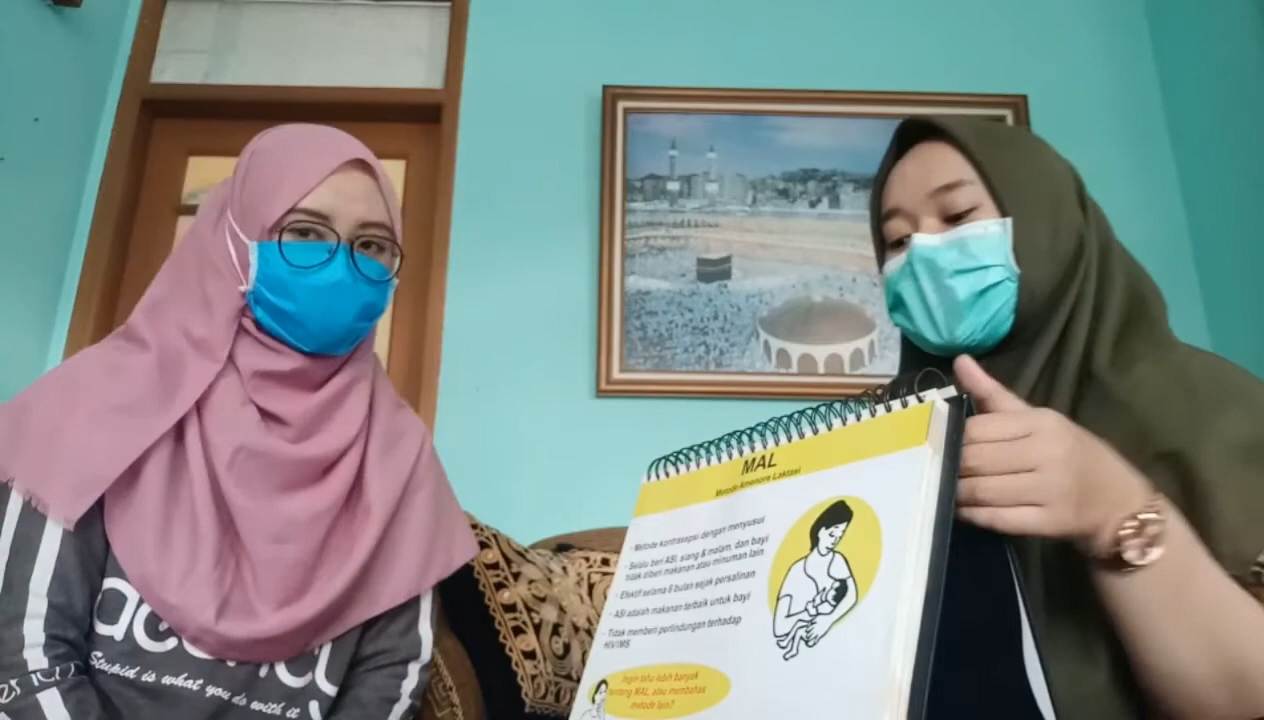 MAL
Metode Amenore Laktasi
- Metode kontrasepsi dengan menyusui
- Selalu beri ASI, siang & malam, dan bayi
tidak diberi makanan atau minuman lain
- Efektif selama 6 bulan sejak persalinan
- ASI adalah makanan terbaik untuk bayi
- Tidak memberi perlindungan terhadap
HIV/IMS
Ingin tahu lebih banyak
tentang MAL, atau membahas
metode lain?
Stupid is what you do with it